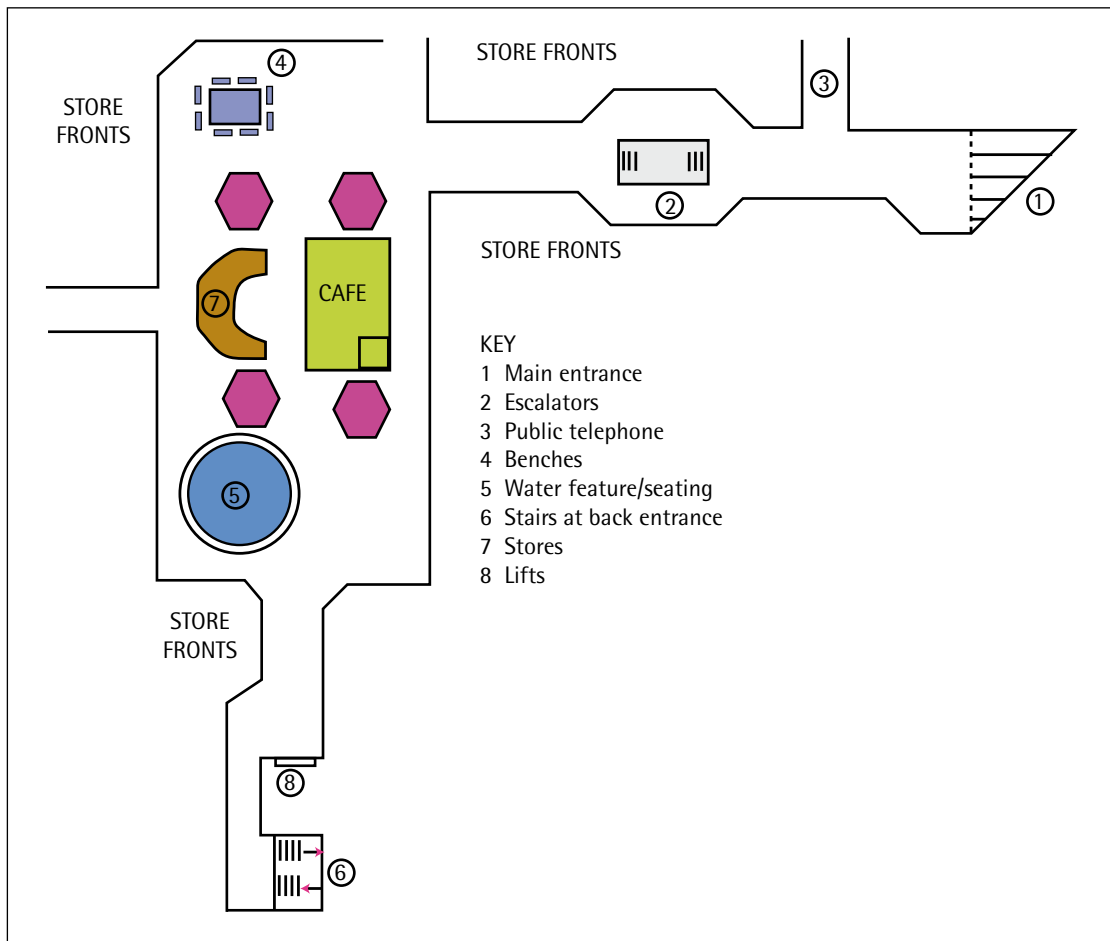 STORE FRONTS
4
3
STORE
FRONTS
1
2
STORE FRONTS
7
CAFE
KEY
1 Main entrance
2 Escalators
3 Public telephone
4 Benches
5 Water feature/seating
6 Stairs at back entrance
7 Stores
8 Lifts
5
STORE
FRONTS
8
6